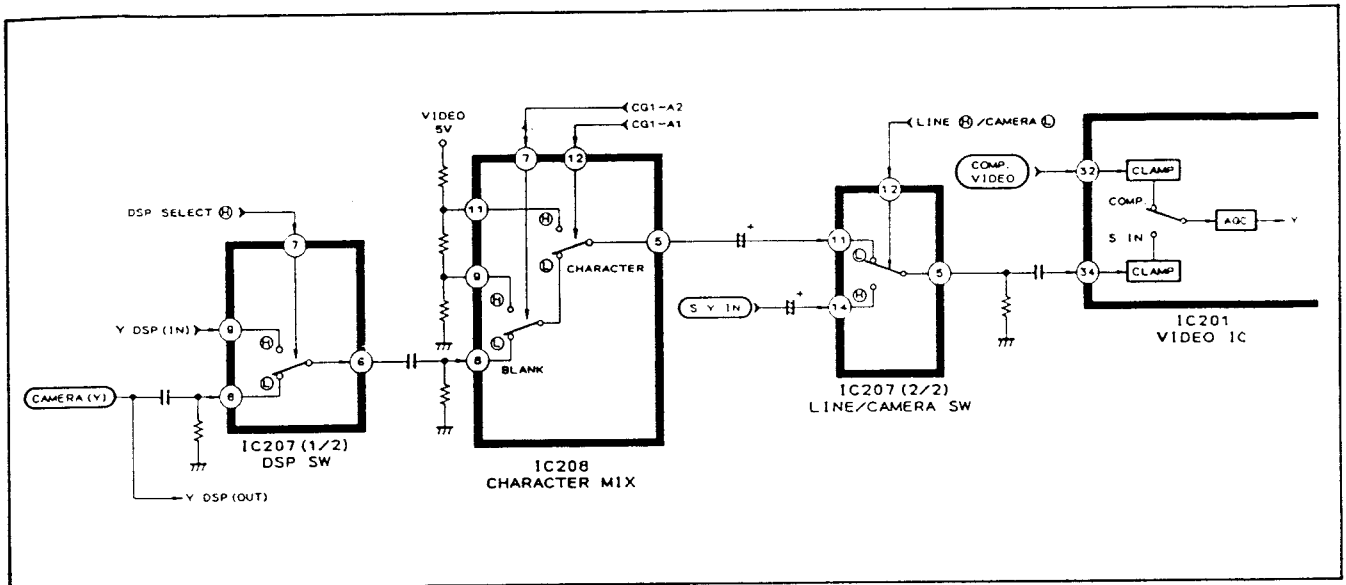 DSP SELECT Ⓗ
7
Y DSP (IN)
9
Ⓗ
Ⓛ
6
CAMERA (Y)
6
IC207 (1/2)
DSP SW
Y DSP (OUT)
VIDEO
5V
CG1-A2
CG1-A1
7
12
11
Ⓗ
Ⓛ
CHARACTER
5
9
Ⓗ
Ⓛ
BLANK
8
IC208
CHARACTER MIX
+
+
S Y IN
LINE Ⓗ/CAMERA Ⓛ
12
11
Ⓛ
Ⓗ
14
5
IC207 (2/2)
LINE/CAMERA SW
COMP.
VIDEO
32
CLAMP
COMP.
AGC
Y
S IN
34
CLAMP
IC201
VIDEO IC